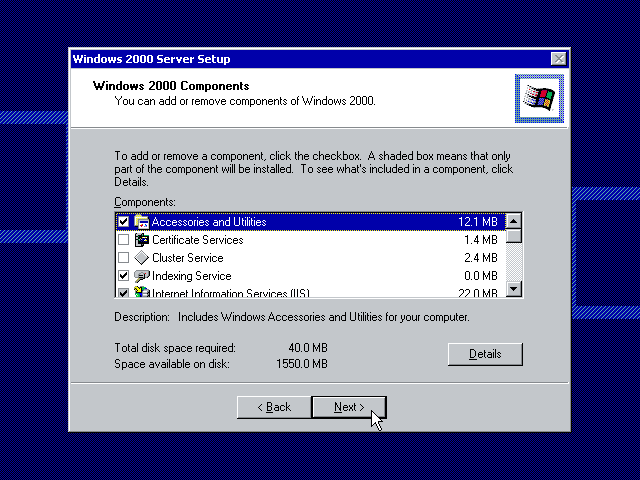 Windows 2000 Server Setup
Windows 2000 Components
You can add or remove components of Windows 2000.
To add or remove a component, click the checkbox. A shaded box means that only
part of the component will be installed. To see what's included in a component, click
Details.
Components:
Accessories and Utilities 12.1 MB
Certificate Services 1.4 MB
Cluster Service 2.4 MB
Indexing Service 0.0 MB
Internet Information Services (IIS) 22.0 MB
Description: Includes Windows Accessories and Utilities for your computer.
Total disk space required: 40.0 MB
Space available on disk: 1550.0 MB
Details
< Back
Next >